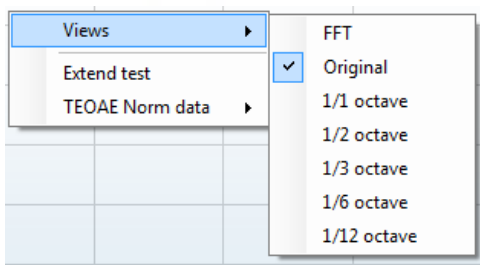 Views
Extend test
TEOAE Norm data
FFT
Original
1/1 octave
1/2 octave
1/3 octave
1/6 octave
1/12 octave